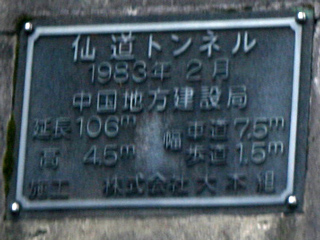 仙道トンネル
1983年2月
中国地方建設局
延長106m 幅 車道7.5m
高 4.5m 歩道1.5m
施工 株式会社大本組